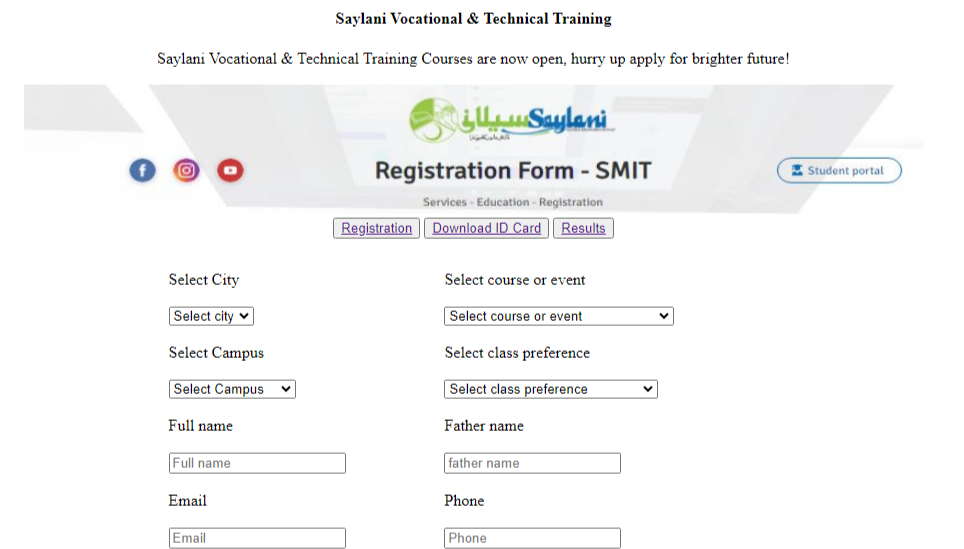 Saylani Vocational & Technical Training
Saylani Vocational & Technical Training Courses are now open, hurry up apply for brighter future!
سيلاني Saylani
Registration Form - SMIT
Student portal
Services - Education - Registration
Registration Download ID Card Results
Select City Select course or event
Select city Select course or event
Select Campus Select class preference
Select Campus Select class preference
Full name Father name
Full name father name
Email Phone
Email Phone